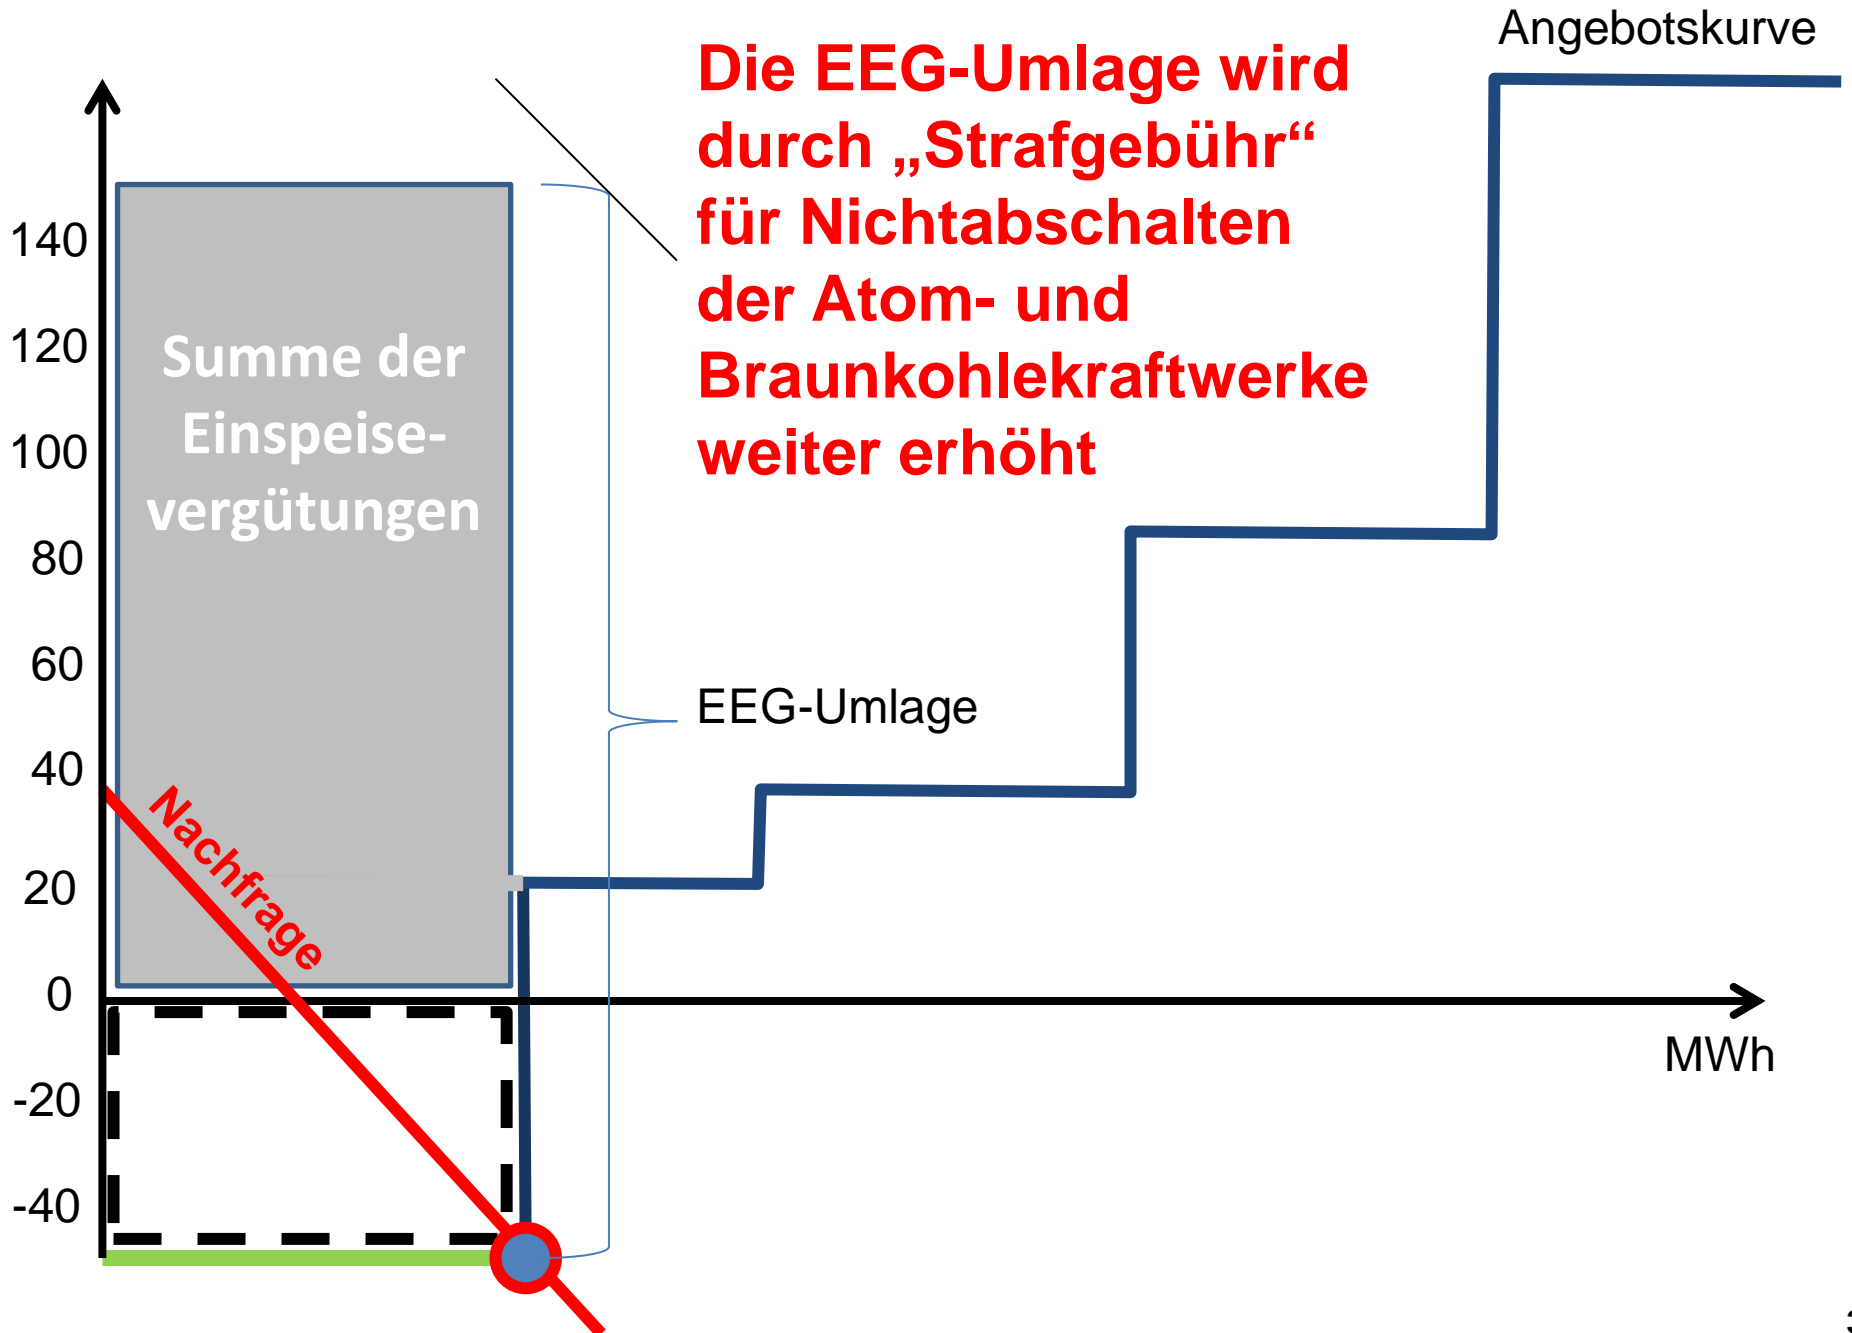 Angebotskurve
Die EEG-Umlage wird
durch „Strafgebühr“
für Nichtabschalten
der Atom- und
Braunkohlekraftwerke
weiter erhöht
140
120
100
80
60
40
20
0
-20
-40
Summe der
Einspeise-
vergütungen
EEG-Umlage
Nachfrage
MWh